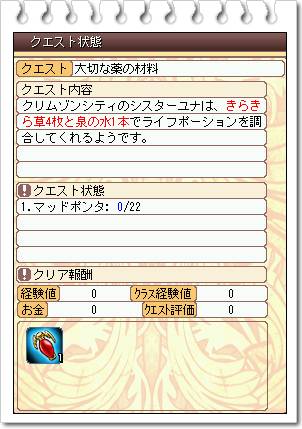 クエスト状態
クエスト 大切な薬の材料
クエスト内容
クリムゾンシティのシスターユナは、きらき
ら草4枚と泉の水1本でライフポーションを調
合してくれるようです。
クエスト状態
1.マッドポンタ: 0/22
クリア報酬
経験値 0 クラス経験値 0
お金 0 クエスト評価 0
1